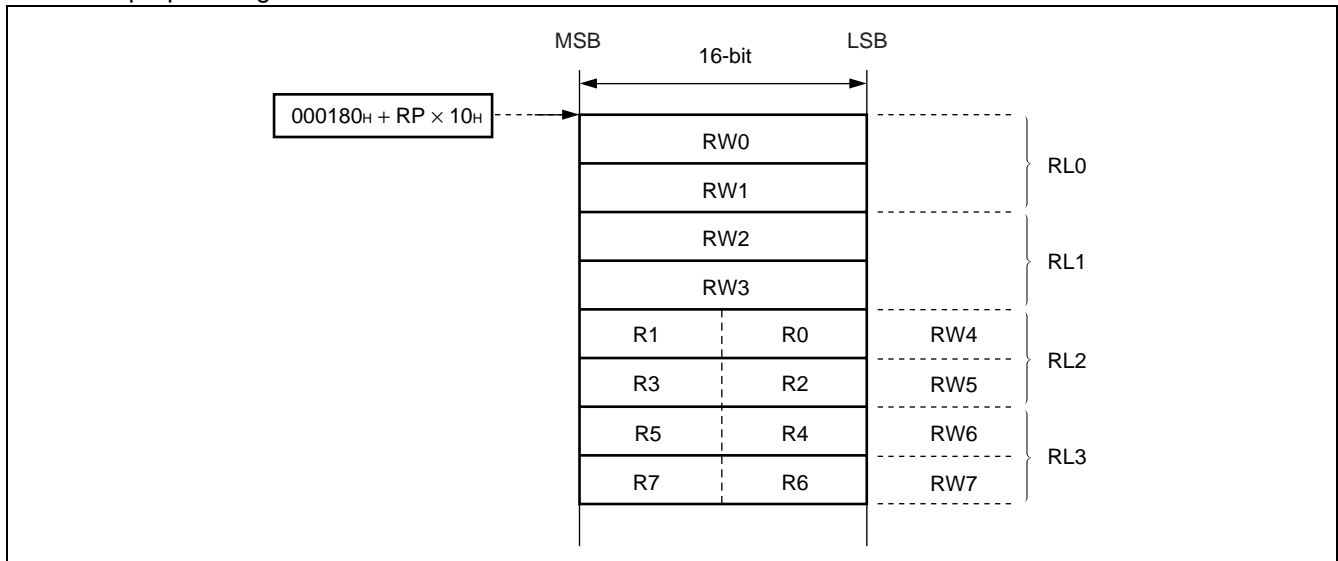 MSB LSB
16-bit
000180H + RP × 10H
RW0
RL0
RW1
RW2
RL1
RW3
R1 R0 RW4
RL2
R3 R2 RW5
R5 R4 RW6
RL3
R7 R6 RW7